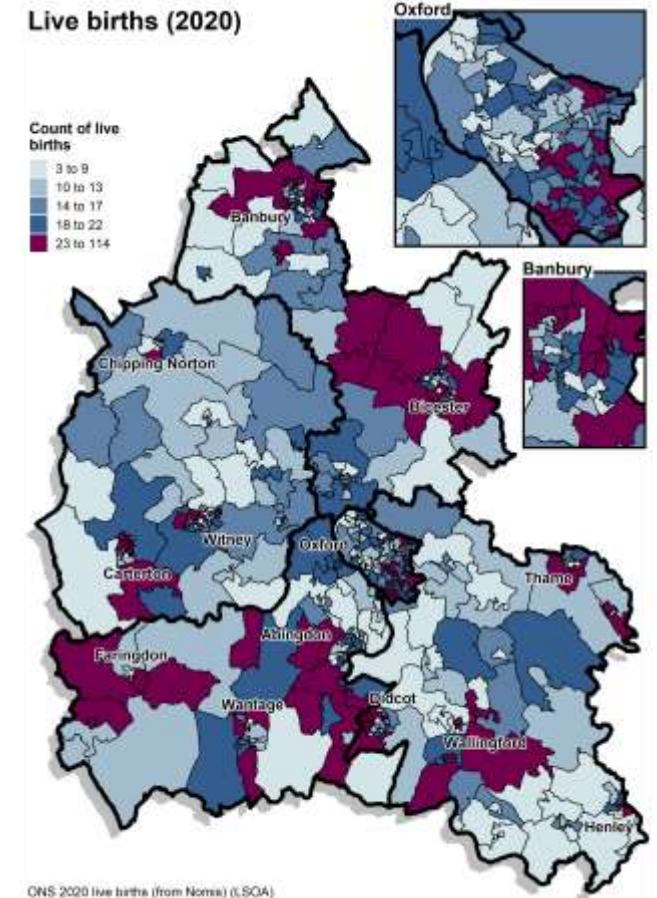 Live births (2020)
Oxford
Count of live
births
3 to 9
10 to 13
14 to 17
18 to 22
23 to 114
Banbury
Banbury
Chipping Norton
Bicester
Witney
Oxford
Carterton
Thame
Abingdon
Faringdon
Wantage
Didcot
Wallingford
Henley
ONS 2020 live births (from Nomis) (LSOA)